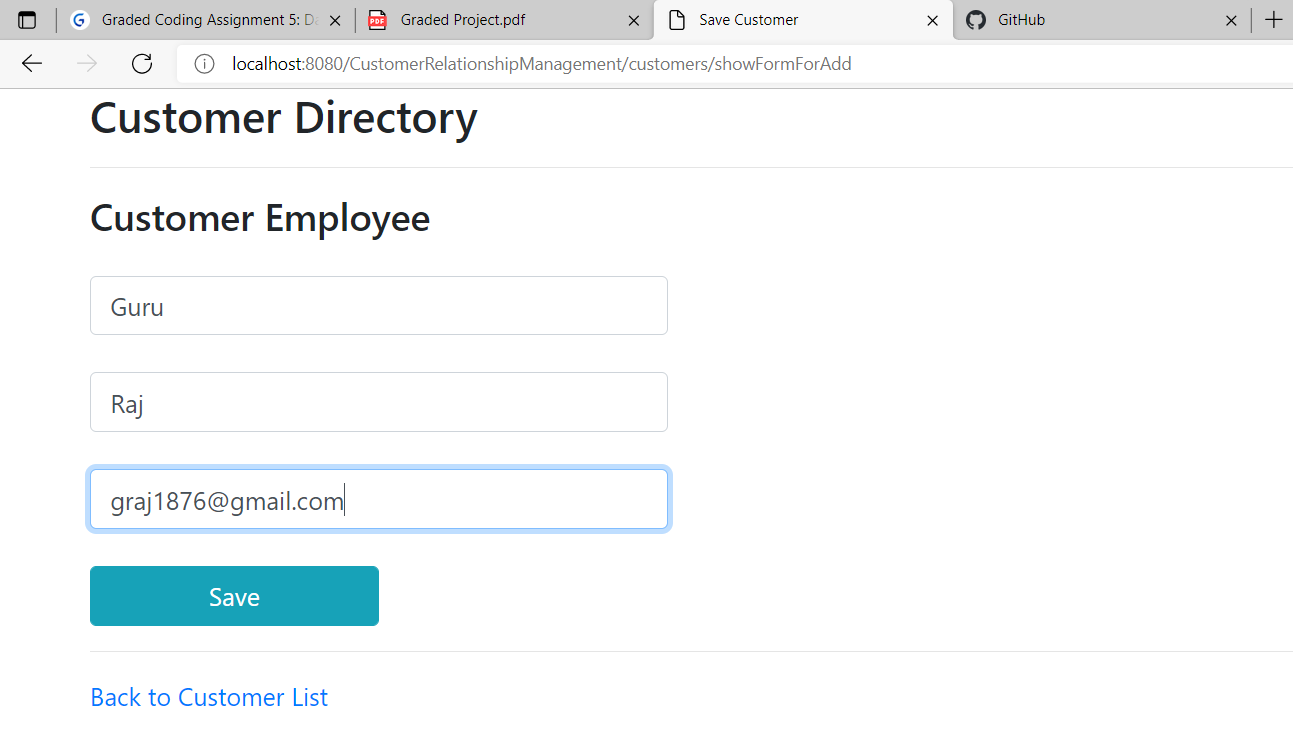 Graded Coding Assignment 5: Da
Graded Project.pdf
Save Customer
GitHub
localhost:8080/CustomerRelationshipManagement/customers/showFormForAdd
Customer Directory
Customer Employee
Guru
Raj
graj1876@gmail.com
Save
Back to Customer List